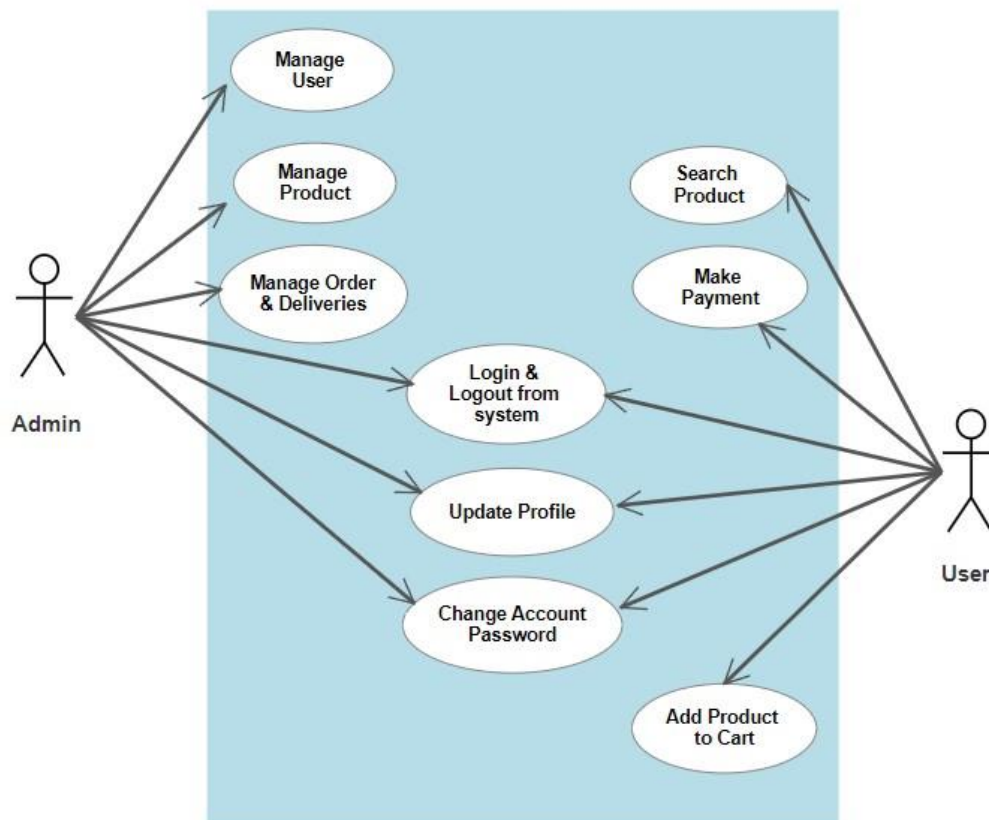 Manage
User
Manage
Product
Search
Product
Manage Order
& Deliveries
Make
Payment
Login &
Logout from
system
Admin
Update Profile
User
Change Account
Password
Add Product
to Cart